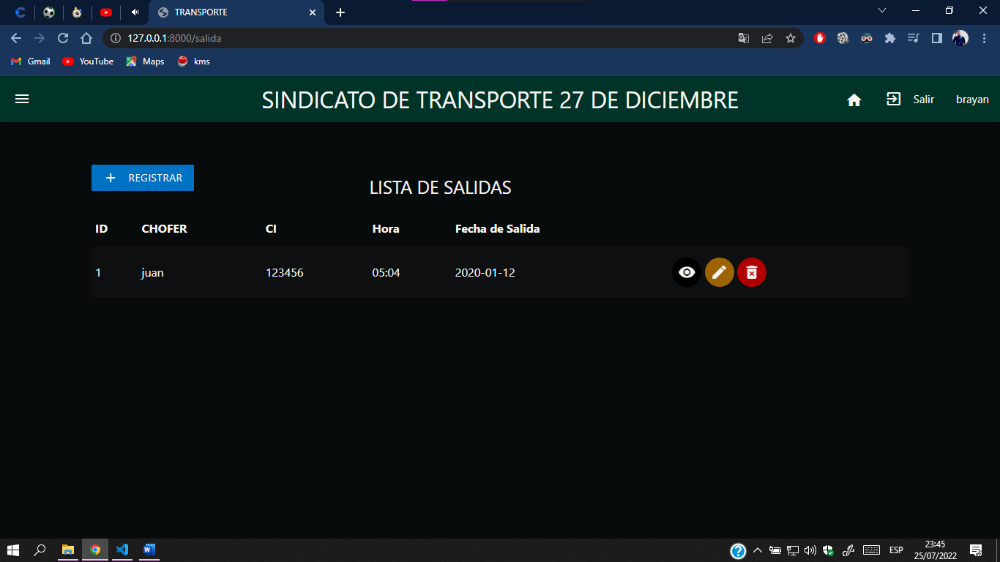 TRANSPORTE
127.0.0.1:8000/salida
Gmail YouTube Maps kms
SINDICATO DE TRANSPORTE 27 DE DICIEMBRE
Salir brayan
REGISTRAR
LISTA DE SALIDAS
ID CHOFER CI Hora Fecha de Salida
1 juan 123456 05:04 2020-01-12
ESP
23:45
25/07/2022